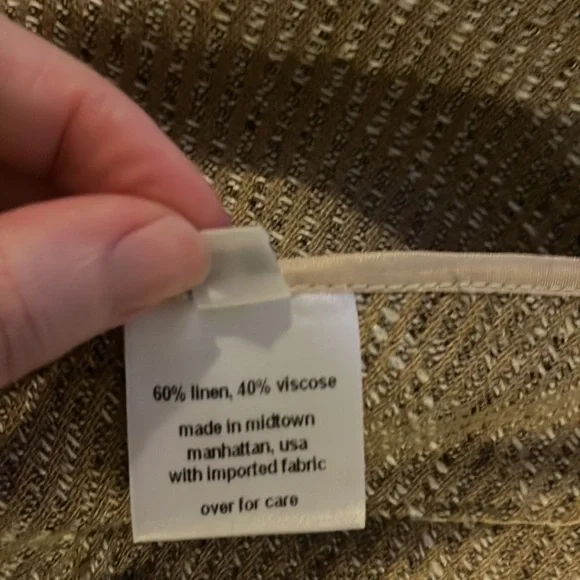 60% linen, 40% viscose
made in midtown
manhattan, usa
with imported fabric
over for care